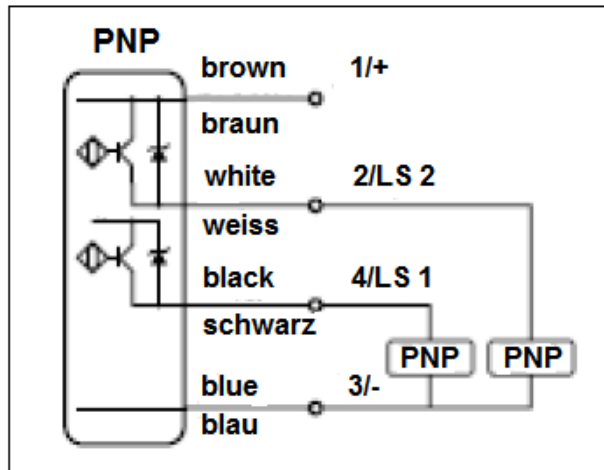 PNP
brown 1/+
braun
white 2/LS 2
weiss
black 4/LS 1
schwarz
PNP PNP
blue 3/-
blau